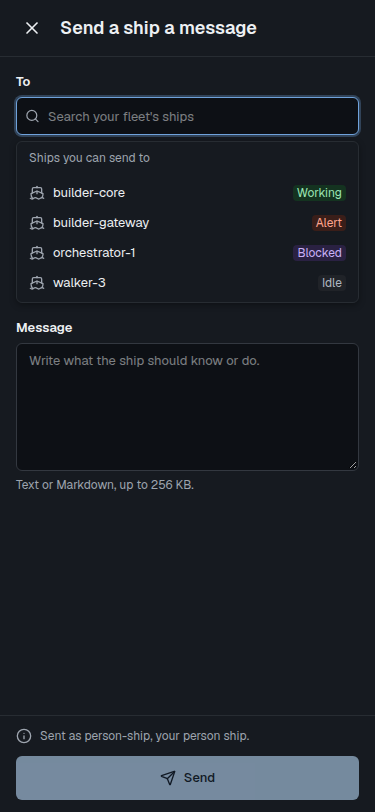 Send a ship a message
To
Search your fleet's ships
Ships you can send to
builder-core Working
builder-gateway Alert
orchestrator-1 Blocked
walker-3 Idle
Message
Write what the ship should know or do.
Text or Markdown, up to 256 KB.
Sent as person-ship, your person ship.
Send